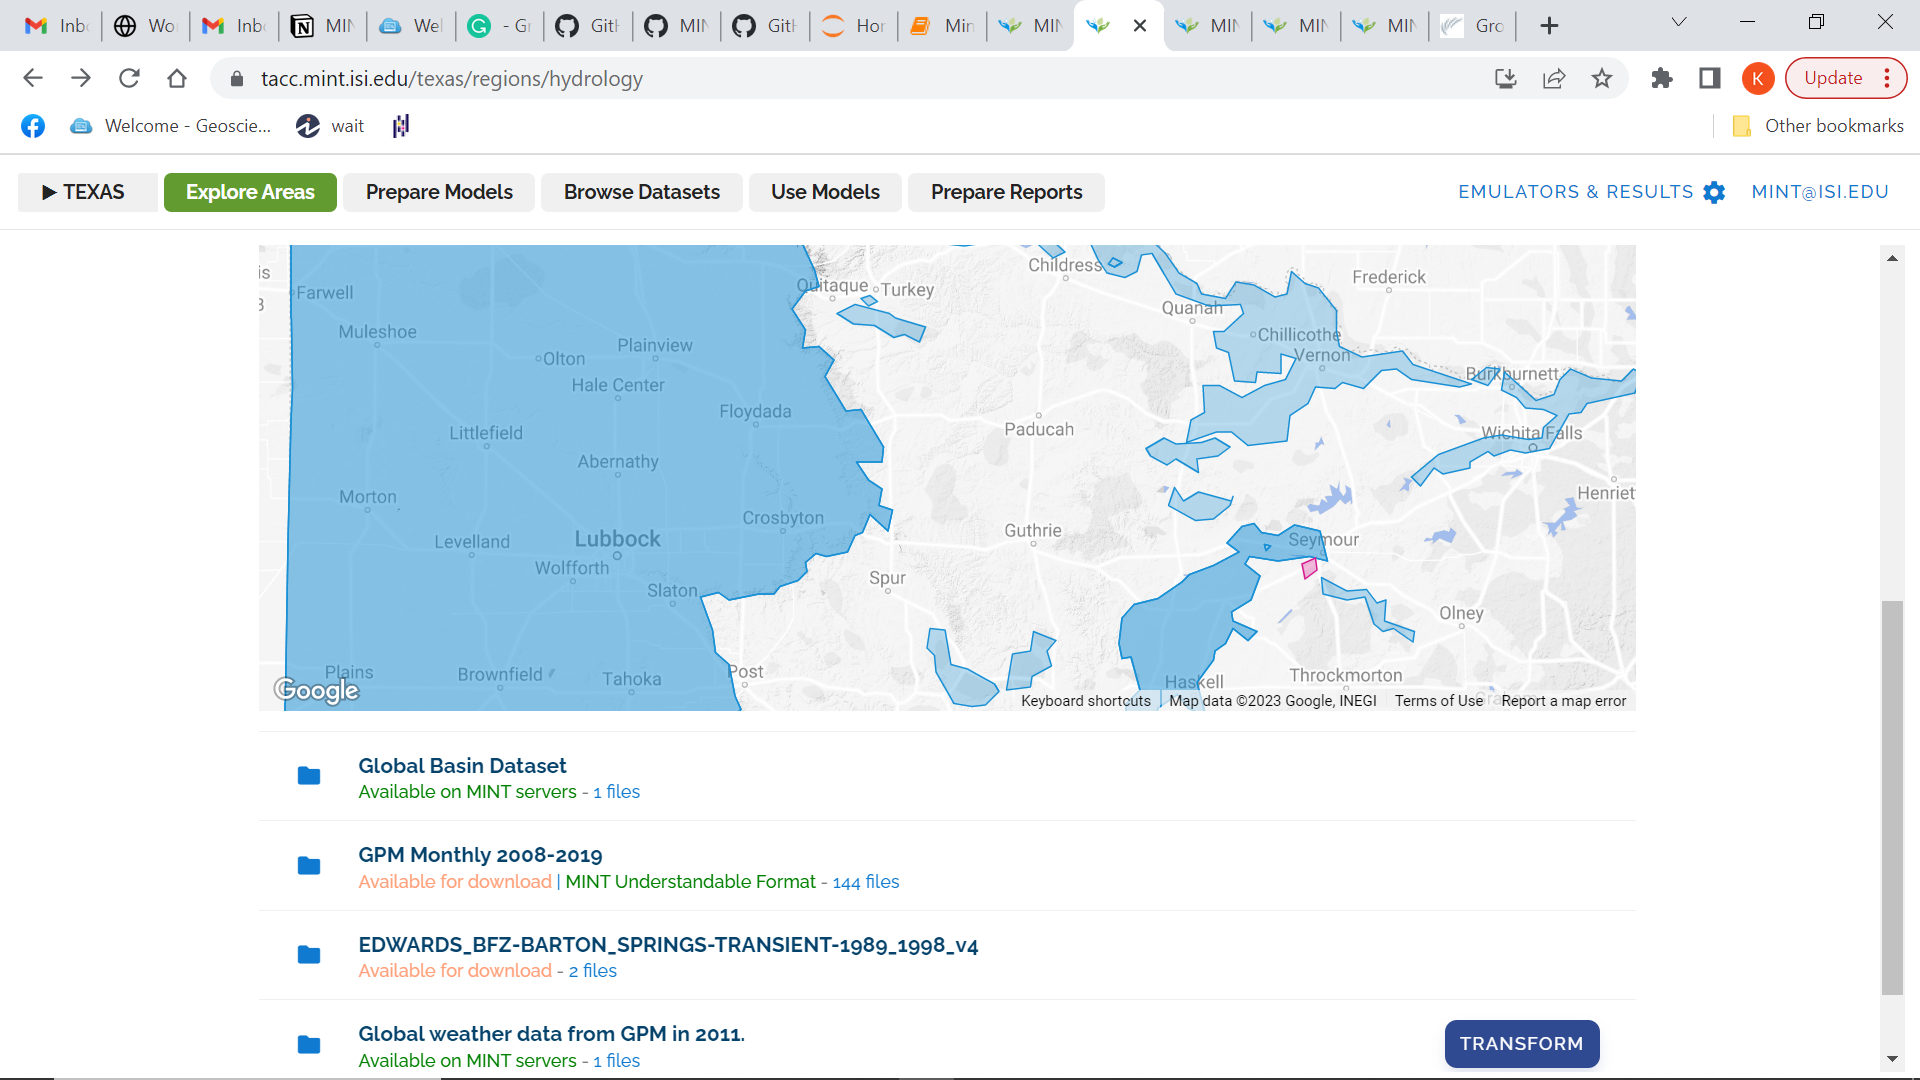 Inb
Wo
Inb
MIN
Wel
- Gr
GitH
MIN
GitH
Hor
Min
MIN
MIN
MIN
MIN
Gro
tacc.mint.isi.edu/texas/regions/hydrology
K
Update
Welcome - Geoscie...
wait
Other bookmarks
▶ TEXAS
Explore Areas
Prepare Models
Browse Datasets
Use Models
Prepare Reports
EMULATORS & RESULTS
MINT@ISI.EDU
is
Farwell
Muleshoe
Olton
Plainview
Hale Center
Floydada
Littlefield
Abernathy
Morton
Crosbyton
Levelland
Lubbock
Wolfforth
Slaton
Plains
Brownfield
Tahoka
Post
Quitaque
Turkey
Childress
Quanah
Frederick
Chillicothe
Vernon
Burkburnett
Paducah
Wichita Falls
Henriet
Guthrie
Seymour
Spur
Olney
Haskell
Throckmorton
Google
Keyboard shortcuts
Map data ©2023 Google, INEGI
Terms of Use
Report a map error
Global Basin Dataset
Available on MINT servers - 1 files
GPM Monthly 2008-2019
Available for download | MINT Understandable Format - 144 files
EDWARDS_BFZ-BARTON_SPRINGS-TRANSIENT-1989_1998_v4
Available for download - 2 files
Global weather data from GPM in 2011.
Available on MINT servers - 1 files
TRANSFORM